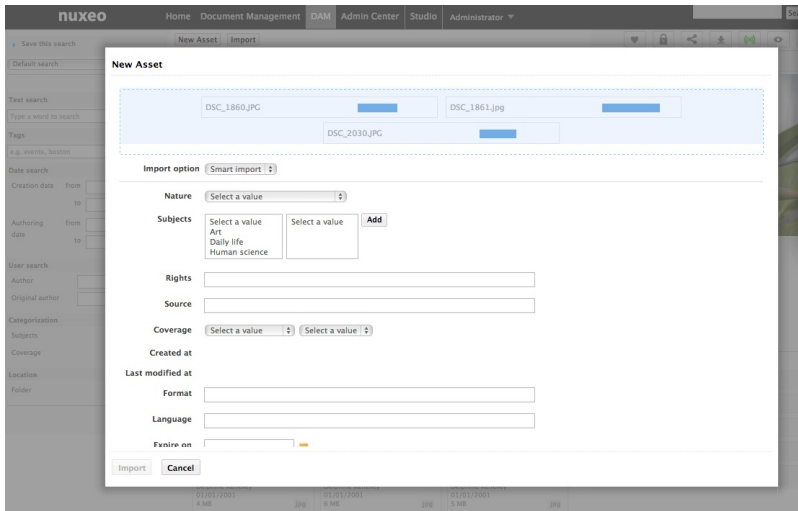 nuxeo
Home Document Management DAM Admin Center Studio Administrator
Save this search
New Asset Import
Default search
New Asset
DSC_1860.JPG
DSC_1861.jpg
DSC_2030.JPG
Text search
Type a word to search
Tags
e.g. events, basion
Date search
Creation date from
to
Authoring date from
to
User search
Author
Original author
Categorization
Subjects
Coverage
Location
Folder
Import option Smart import
Nature Select a value
Subjects Select a value Select a value Add
Art
Daily life
Human science
Rights
Source
Coverage Select a value Select a value
Created at
Last modified at
Format
Language
Expire on
Import Cancel
01/01/2001 01/01/2001 01/01/2001
4 MB jpg 6 MB jpg 5 MB jpg